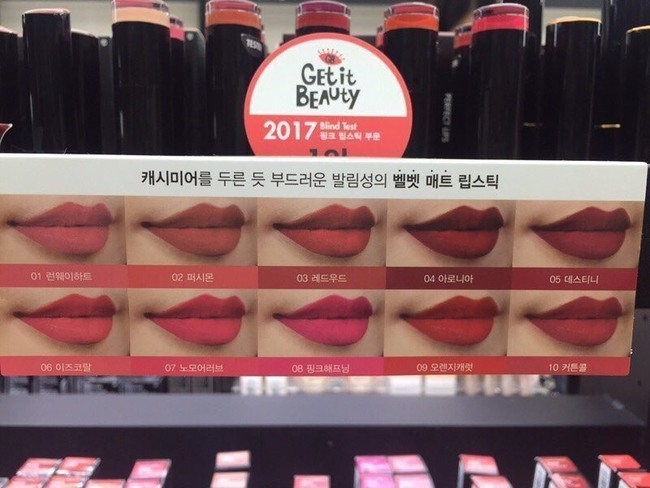 TESTER
GB
GET it
BEAUTY
2017 Blind Test
핑크 립스틱 부문
PERFECT LIPS
캐시미어를 두른 듯 부드러운 발림성의 벨벳 매트 립스틱
01 런웨이하트
02 퍼시몬
03 레드우드
04 아로니아
05 데스티니
06 이즈코랄
07 노모어러브
08 핑크해프닝
09 오렌지캐럿
10 커튼콜